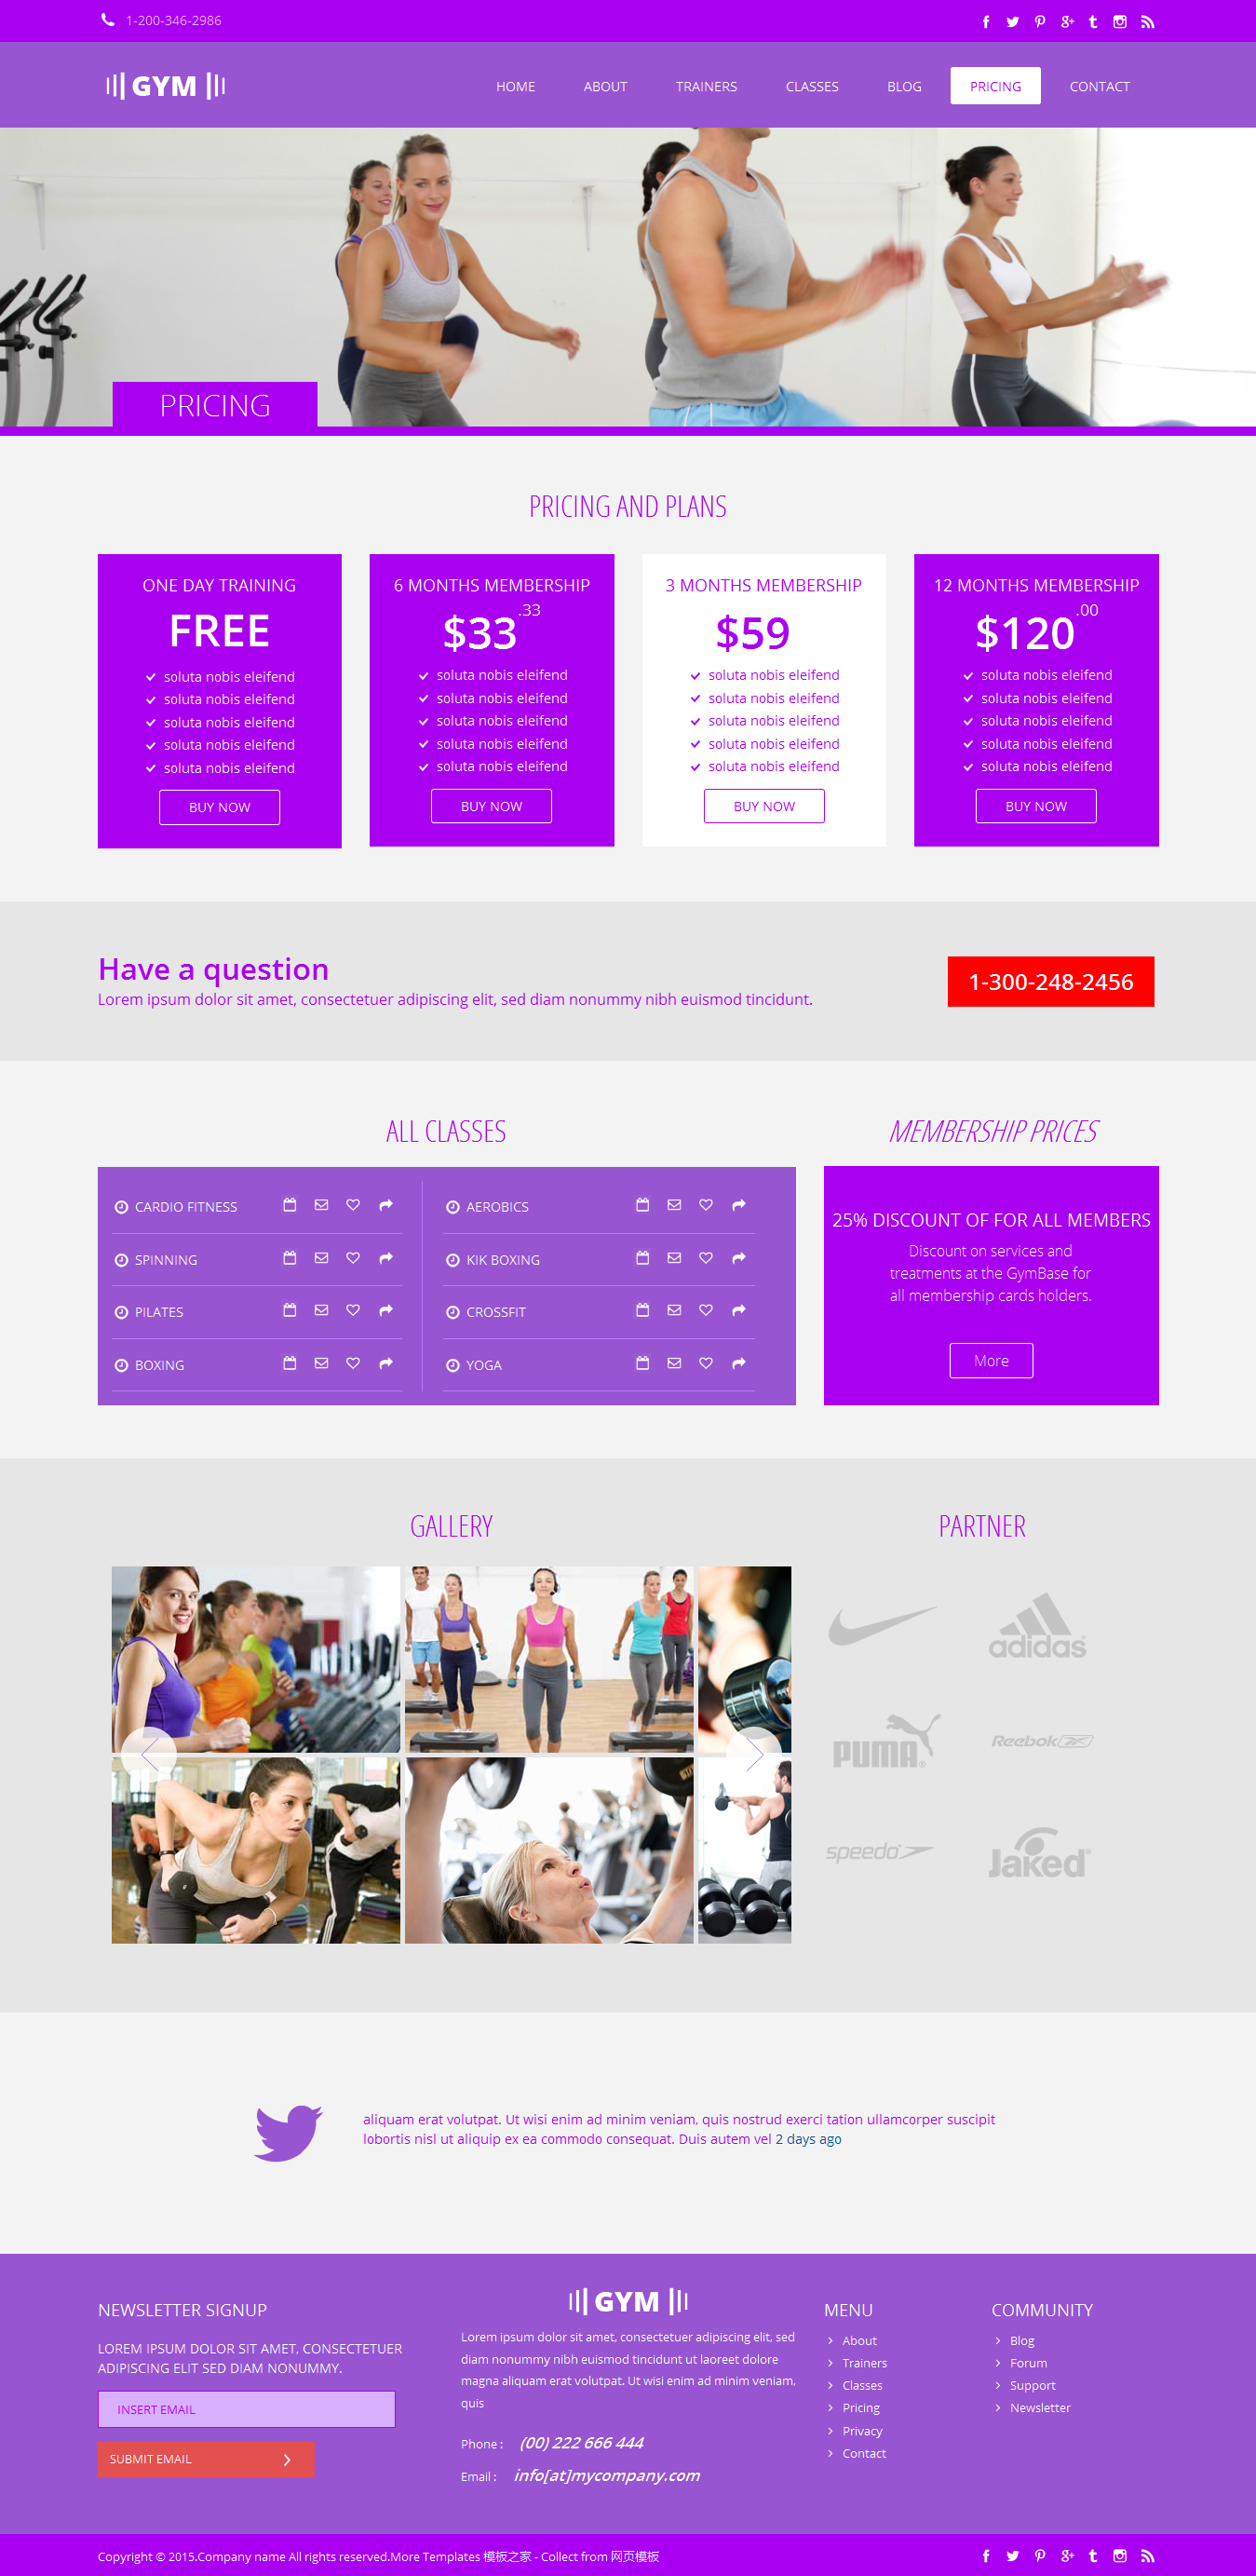 1-200-346-2986
GYM
HOME ABOUT TRAINERS CLASSES BLOG PRICING CONTACT
PRICING
PRICING AND PLANS
ONE DAY TRAINING
FREE
soluta nobis eleifend
soluta nobis eleifend
soluta nobis eleifend
soluta nobis eleifend
soluta nobis eleifend
BUY NOW
6 MONTHS MEMBERSHIP
$33.33
soluta nobis eleifend
soluta nobis eleifend
soluta nobis eleifend
soluta nobis eleifend
soluta nobis eleifend
BUY NOW
3 MONTHS MEMBERSHIP
$59
soluta nobis eleifend
soluta nobis eleifend
soluta nobis eleifend
soluta nobis eleifend
soluta nobis eleifend
BUY NOW
12 MONTHS MEMBERSHIP
$120.00
soluta nobis eleifend
soluta nobis eleifend
soluta nobis eleifend
soluta nobis eleifend
soluta nobis eleifend
BUY NOW
Have a question
Lorem ipsum dolor sit amet, consectetuer adipiscing elit, sed diam nonummy nibh euismod tincidunt.
1-300-248-2456
ALL CLASSES
CARDIO FITNESS
SPINNING
PILATES
BOXING
AEROBICS
KIK BOXING
CROSSFIT
YOGA
MEMBERSHIP PRICES
25% DISCOUNT OF FOR ALL MEMBERS
Discount on services and
treatments at the GymBase for
all membership cards holders.
More
GALLERY
PARTNER
adidas
PUMA
Reebok
speedo
Jaked
aliquam erat volutpat. Ut wisi enim ad minim veniam, quis nostrud exerci tation ullamcorper suscipit
lobortis nisl ut aliquip ex ea commodo consequat. Duis autem vel 2 days ago
NEWSLETTER SIGNUP
LOREM IPSUM DOLOR SIT AMET, CONSECTETUER
ADIPISCING ELIT SED DIAM NONUMMY.
INSERT EMAIL
SUBMIT EMAIL
GYM
Lorem ipsum dolor sit amet, consectetuer adipiscing elit, sed
diam nonummy nibh euismod tincidunt ut laoreet dolore
magna aliquam erat volutpat. Ut wisi enim ad minim veniam,
quis
Phone : (00) 222 666 444
Email : info[at]mycompany.com
MENU
About
Trainers
Classes
Pricing
Privacy
Contact
COMMUNITY
Blog
Forum
Support
Newsletter
Copyright © 2015.Company name All rights reserved.More Templates 模板之家 - Collect from 网页模板